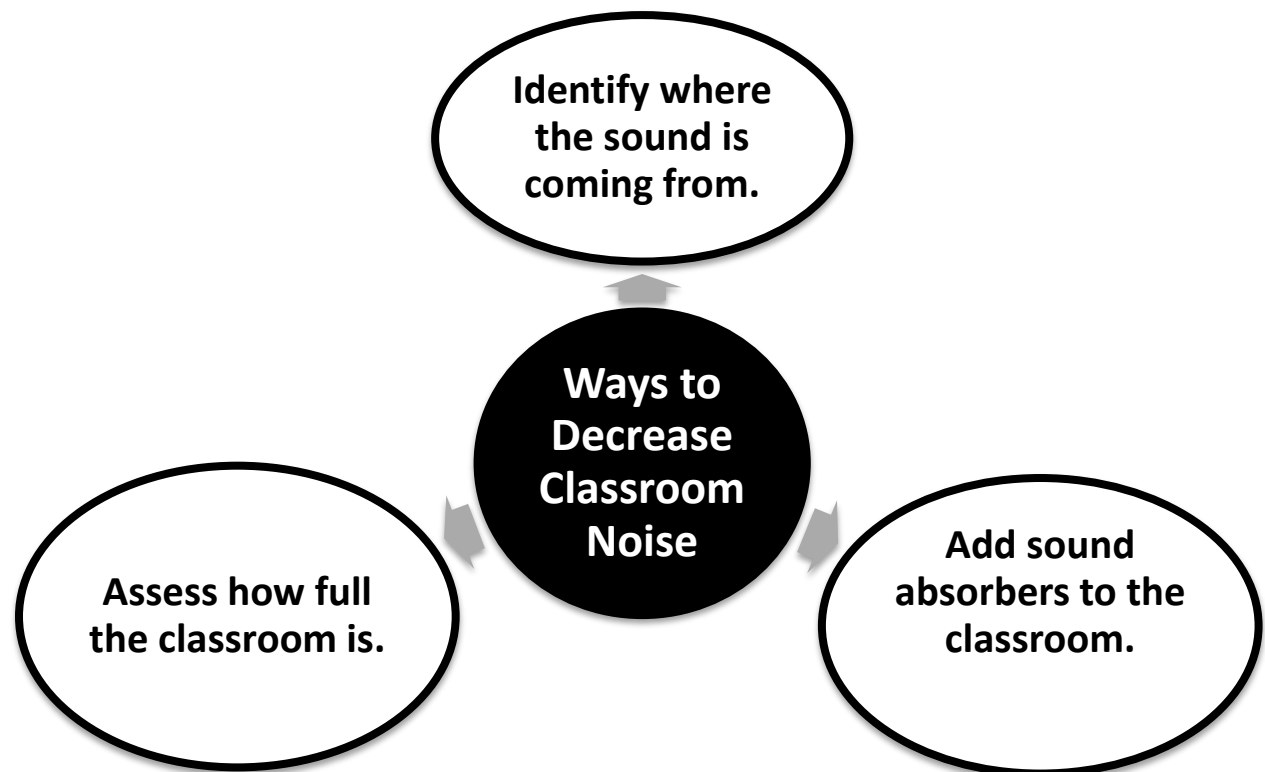 Identify where
the sound is
coming from.
Ways to
Decrease
Classroom
Noise
Assess how full
the classroom is.
Add sound
absorbers to the
classroom.